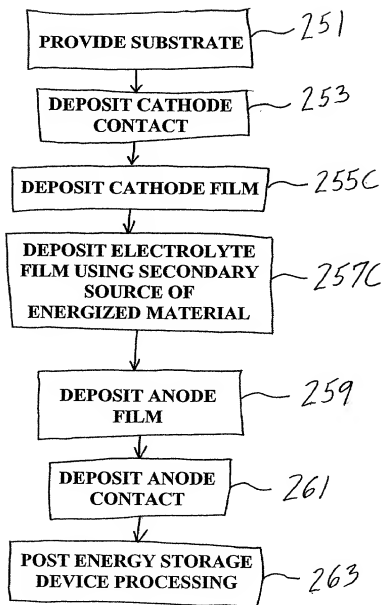 PROVIDE SUBSTRATE
251
DEPOSIT CATHODE
CONTACT
253
DEPOSIT CATHODE FILM
255C
DEPOSIT ELECTROLYTE
FILM USING SECONDARY
SOURCE OF
ENERGIZED MATERIAL
257C
DEPOSIT ANODE
FILM
259
DEPOSIT ANODE
CONTACT
261
POST ENERGY STORAGE
DEVICE PROCESSING
263